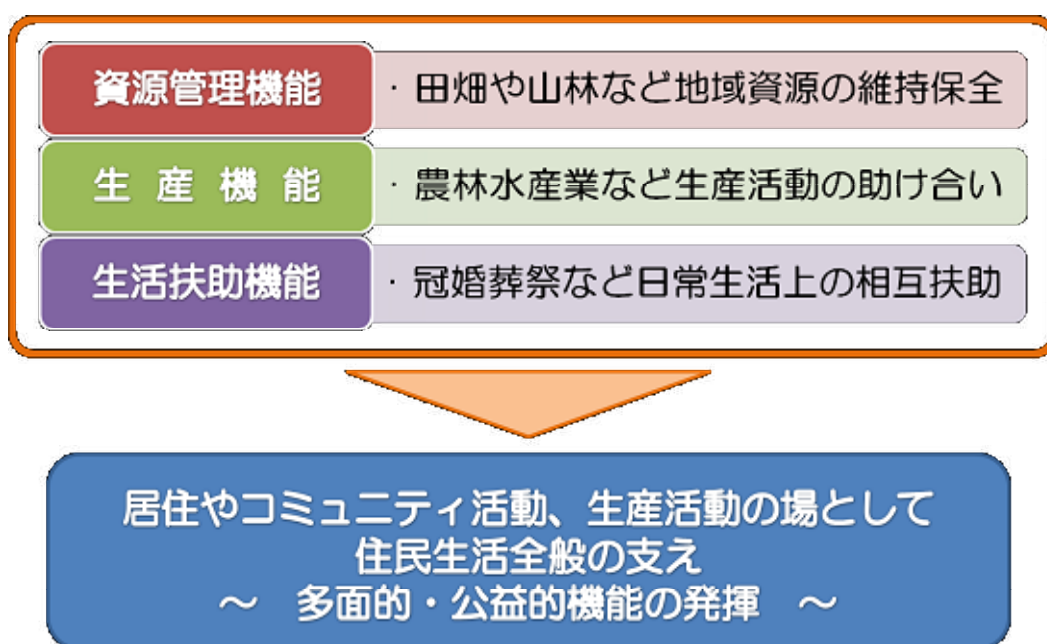 資源管理機能 ・田畑や山林など地域資源の維持保全
生産機能 ・農林水産業など生産活動の助け合い
生活扶助機能 ・冠婚葬祭など日常生活上の相互扶助
居住やコミュニティ活動、生産活動の場として
住民生活全般の支え
～ 多面的・公益的機能の発揮 ～